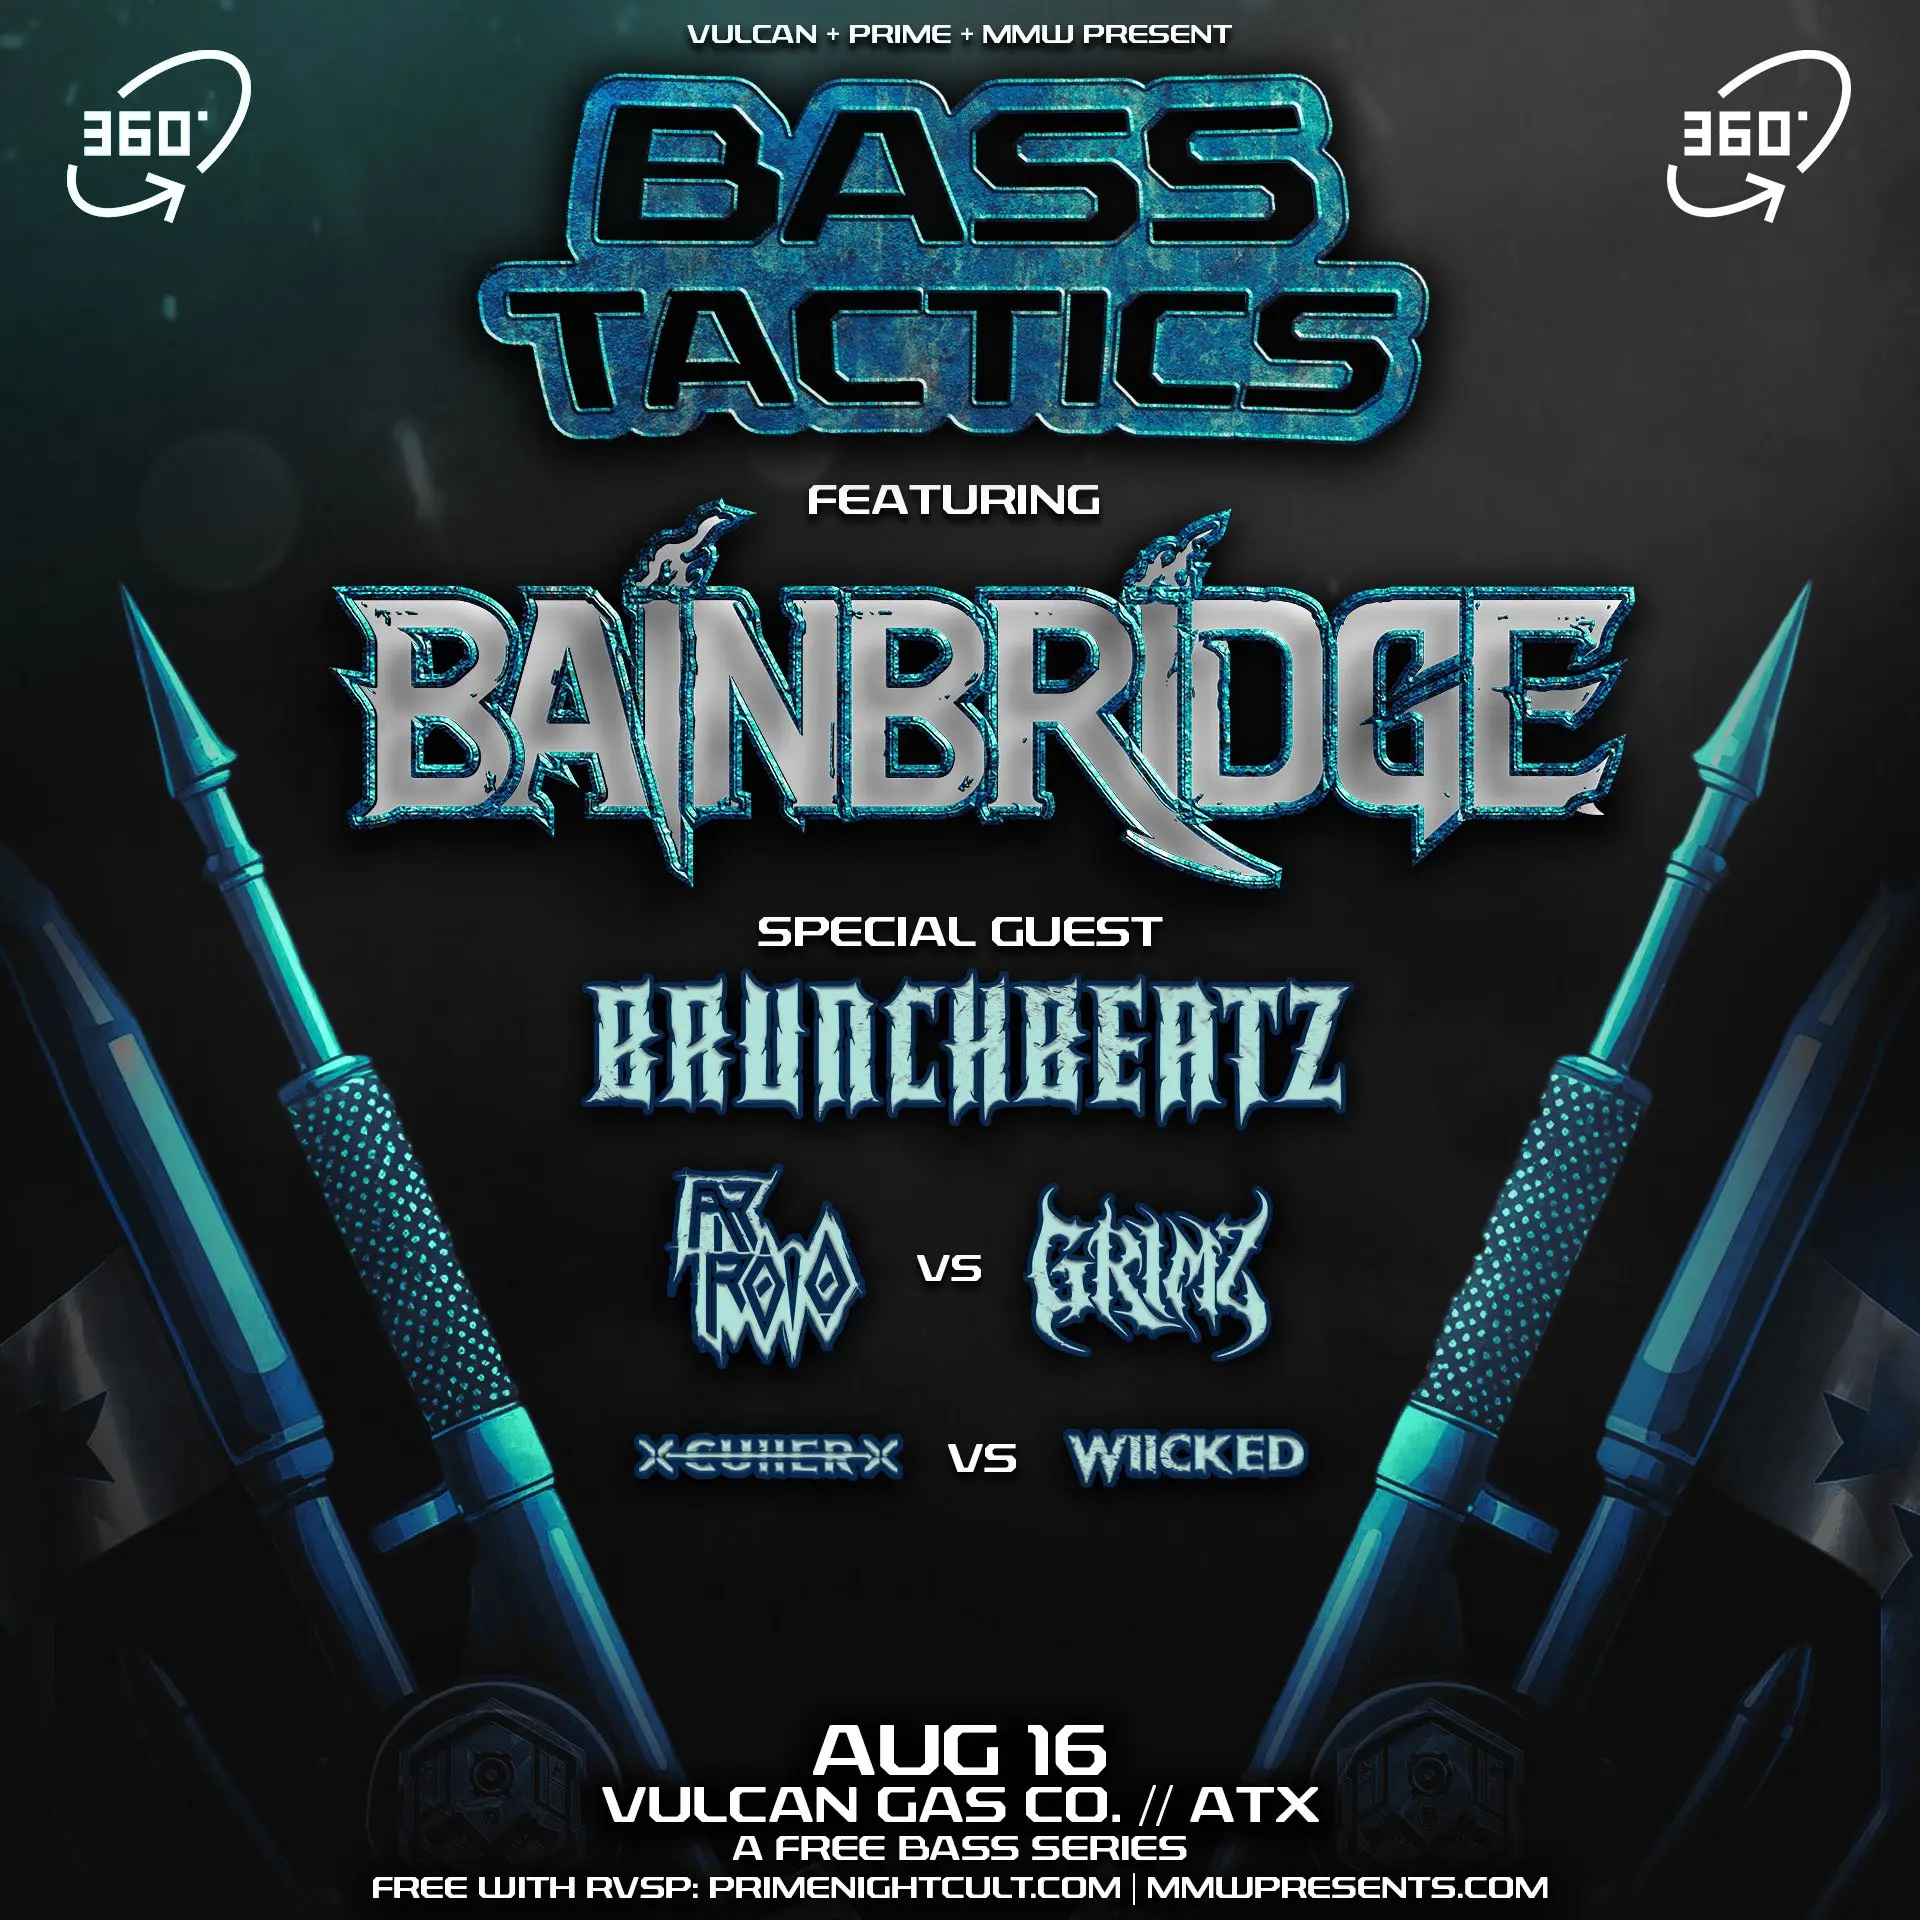 VULCAN + PRIME + MMW PRESENT
360°
360°
BASS
TACTICS
FEATURING
BAINBRIDGE
SPECIAL GUEST
BRUNCHBEATZ
VS
GRIMZ
VS
WIICKED
AUG 16
VULCAN GAS CO. // ATX
A FREE BASS SERIES
FREE WITH RVSP: PRIMENIGHTCULT.COM | MMWPRESENTS.COM